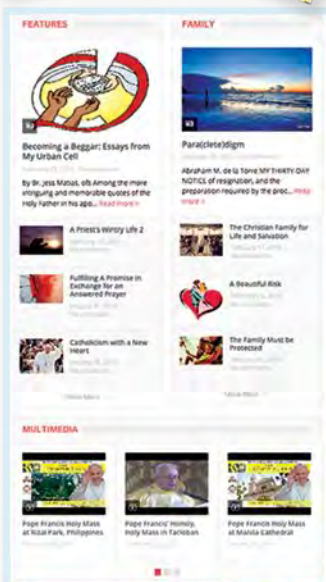 FEATURES
Becoming a Beggar: Essays from
My Urban Cell
By Br. Jess Matias, ofs Among the more
intriguing and memorable quotes of the
Holy Father in his apo... Read more »
A Priest's Wintry Life 2
Fulfilling A Promise in
Exchange for an
Answered Prayer
Catholicism with a New
Heart
FAMILY
Para(clete)digm
Abraham M. de la Torre MY THIRTY-DAY
NOTICE of resignation, and the
preparation required by the proc... Read
more »
The Christian Family for
Life and Salvation
A Beautiful Risk
The Family Must be
Protected
MULTIMEDIA
Pope Francis Holy Mass
at Rizal Park, Philippines
Pope Francis' Homily,
Holy Mass in Tacloban
Pope Francis Holy Mass
at Manila Cathedral